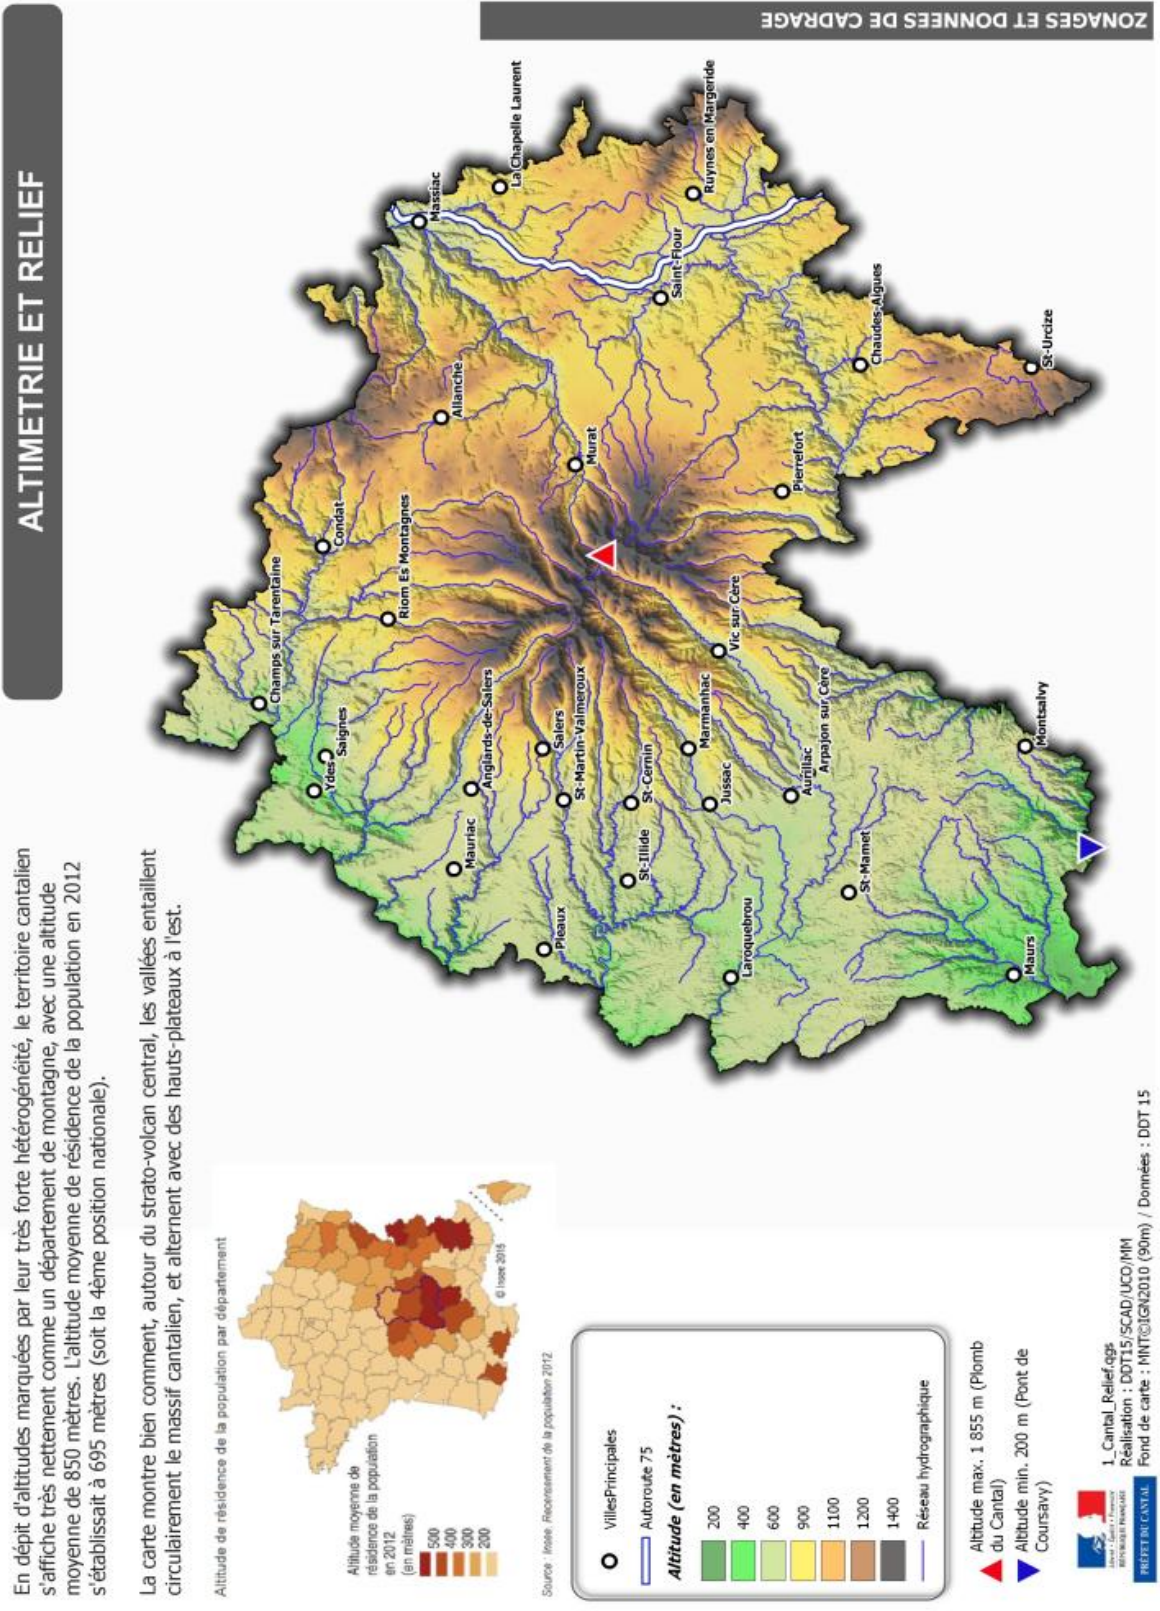 ZONAGES ET DONNEES DE CADRAGE
ALTIMETRIE ET RELIEF
En dépit d'altitudes marquées par leur très forte hétérogénéité, le territoire cantalien
s'affiche très nettement comme un département de montagne, avec une altitude
moyenne de 850 mètres. L'altitude moyenne de résidence de la population en 2012
s'établissait à 695 mètres (soit la 4ème position nationale).
La carte montre bien comment, autour du strato-volcan central, les vallées entaillent
circulairement le massif cantalien, et alternent avec des hauts-plateaux à l'est.
Altitude de résidence de la population par département
Altitude moyenne de
résidence de la population
en 2012
(en mètres)
500
400
300
200
© Insee 2015
Source : Insee, Recensement de la population 2012
VillesPrincipales
Autoroute 75
Altitude (en mètres) :
200
400
600
900
1100
1200
1400
Réseau hydrographique
Altitude max. 1 855 m (Plomb
du Cantal)
Altitude min. 200 m (Pont de
Coursavy)
Liberté • Égalité • Fraternité
RÉPUBLIQUE FRANÇAISE
PRÉFET DU CANTAL
1_Cantal_Relief.qgs
Réalisation : DDT15/SCAD/UCO/MM
Fond de carte : MNT©IGN2010 (90m) / Données : DDT 15
Champs sur Tarentaine
Condat
Saignes
Ydes
Riom Es Montagnes
Allanche
Massiac
La Chapelle Laurent
Mauriac
Anglards-de-Salers
Salers
St-Martin-Valmeroux
Murat
Pleaux
St-Illide
St-Cernin
Saint-Flour
Ruynes en Margeride
Marmanhac
Jussac
Vic sur Cère
Laroquebrou
Aurillac
Arpajon sur Cère
Pierrefort
St-Mamet
Chaudes-Aigues
Maurs
Montsalvy
St-Urcize